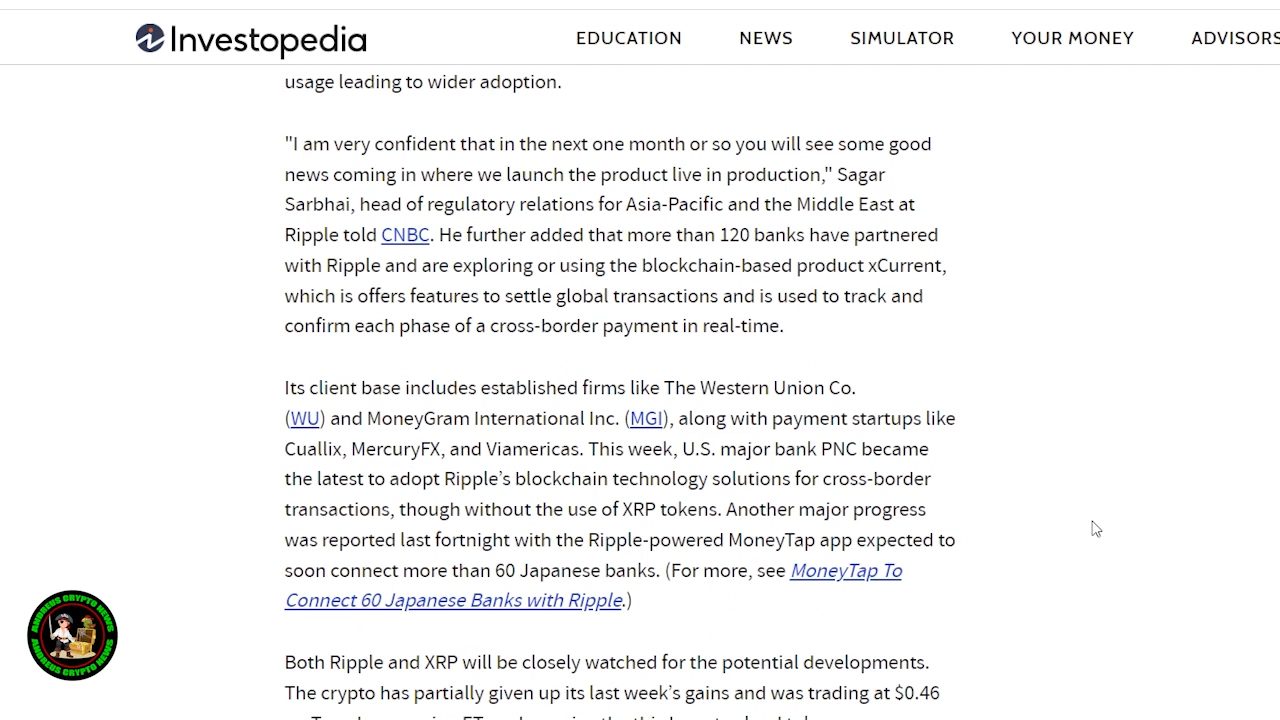 Investopedia
EDUCATION NEWS SIMULATOR YOUR MONEY ADVISORS
usage leading to wider adoption.
"I am very confident that in the next one month or so you will see some good
news coming in where we launch the product live in production," Sagar
Sarbhai, head of regulatory relations for Asia-Pacific and the Middle East at
Ripple told CNBC. He further added that more than 120 banks have partnered
with Ripple and are exploring or using the blockchain-based product xCurrent,
which is offers features to settle global transactions and is used to track and
confirm each phase of a cross-border payment in real-time.
Its client base includes established firms like The Western Union Co.
(WU) and MoneyGram International Inc. (MGI), along with payment startups like
Cuallix, MercuryFX, and Viamericas. This week, U.S. major bank PNC became
the latest to adopt Ripple’s blockchain technology solutions for cross-border
transactions, though without the use of XRP tokens. Another major progress
was reported last fortnight with the Ripple-powered MoneyTap app expected to
soon connect more than 60 Japanese banks. (For more, see MoneyTap To
Connect 60 Japanese Banks with Ripple.)
Both Ripple and XRP will be closely watched for the potential developments.
The crypto has partially given up its last week’s gains and was trading at $0.46
ANDREUS CRYPTO NEWS
ANDREUS CRYPTO NEWS